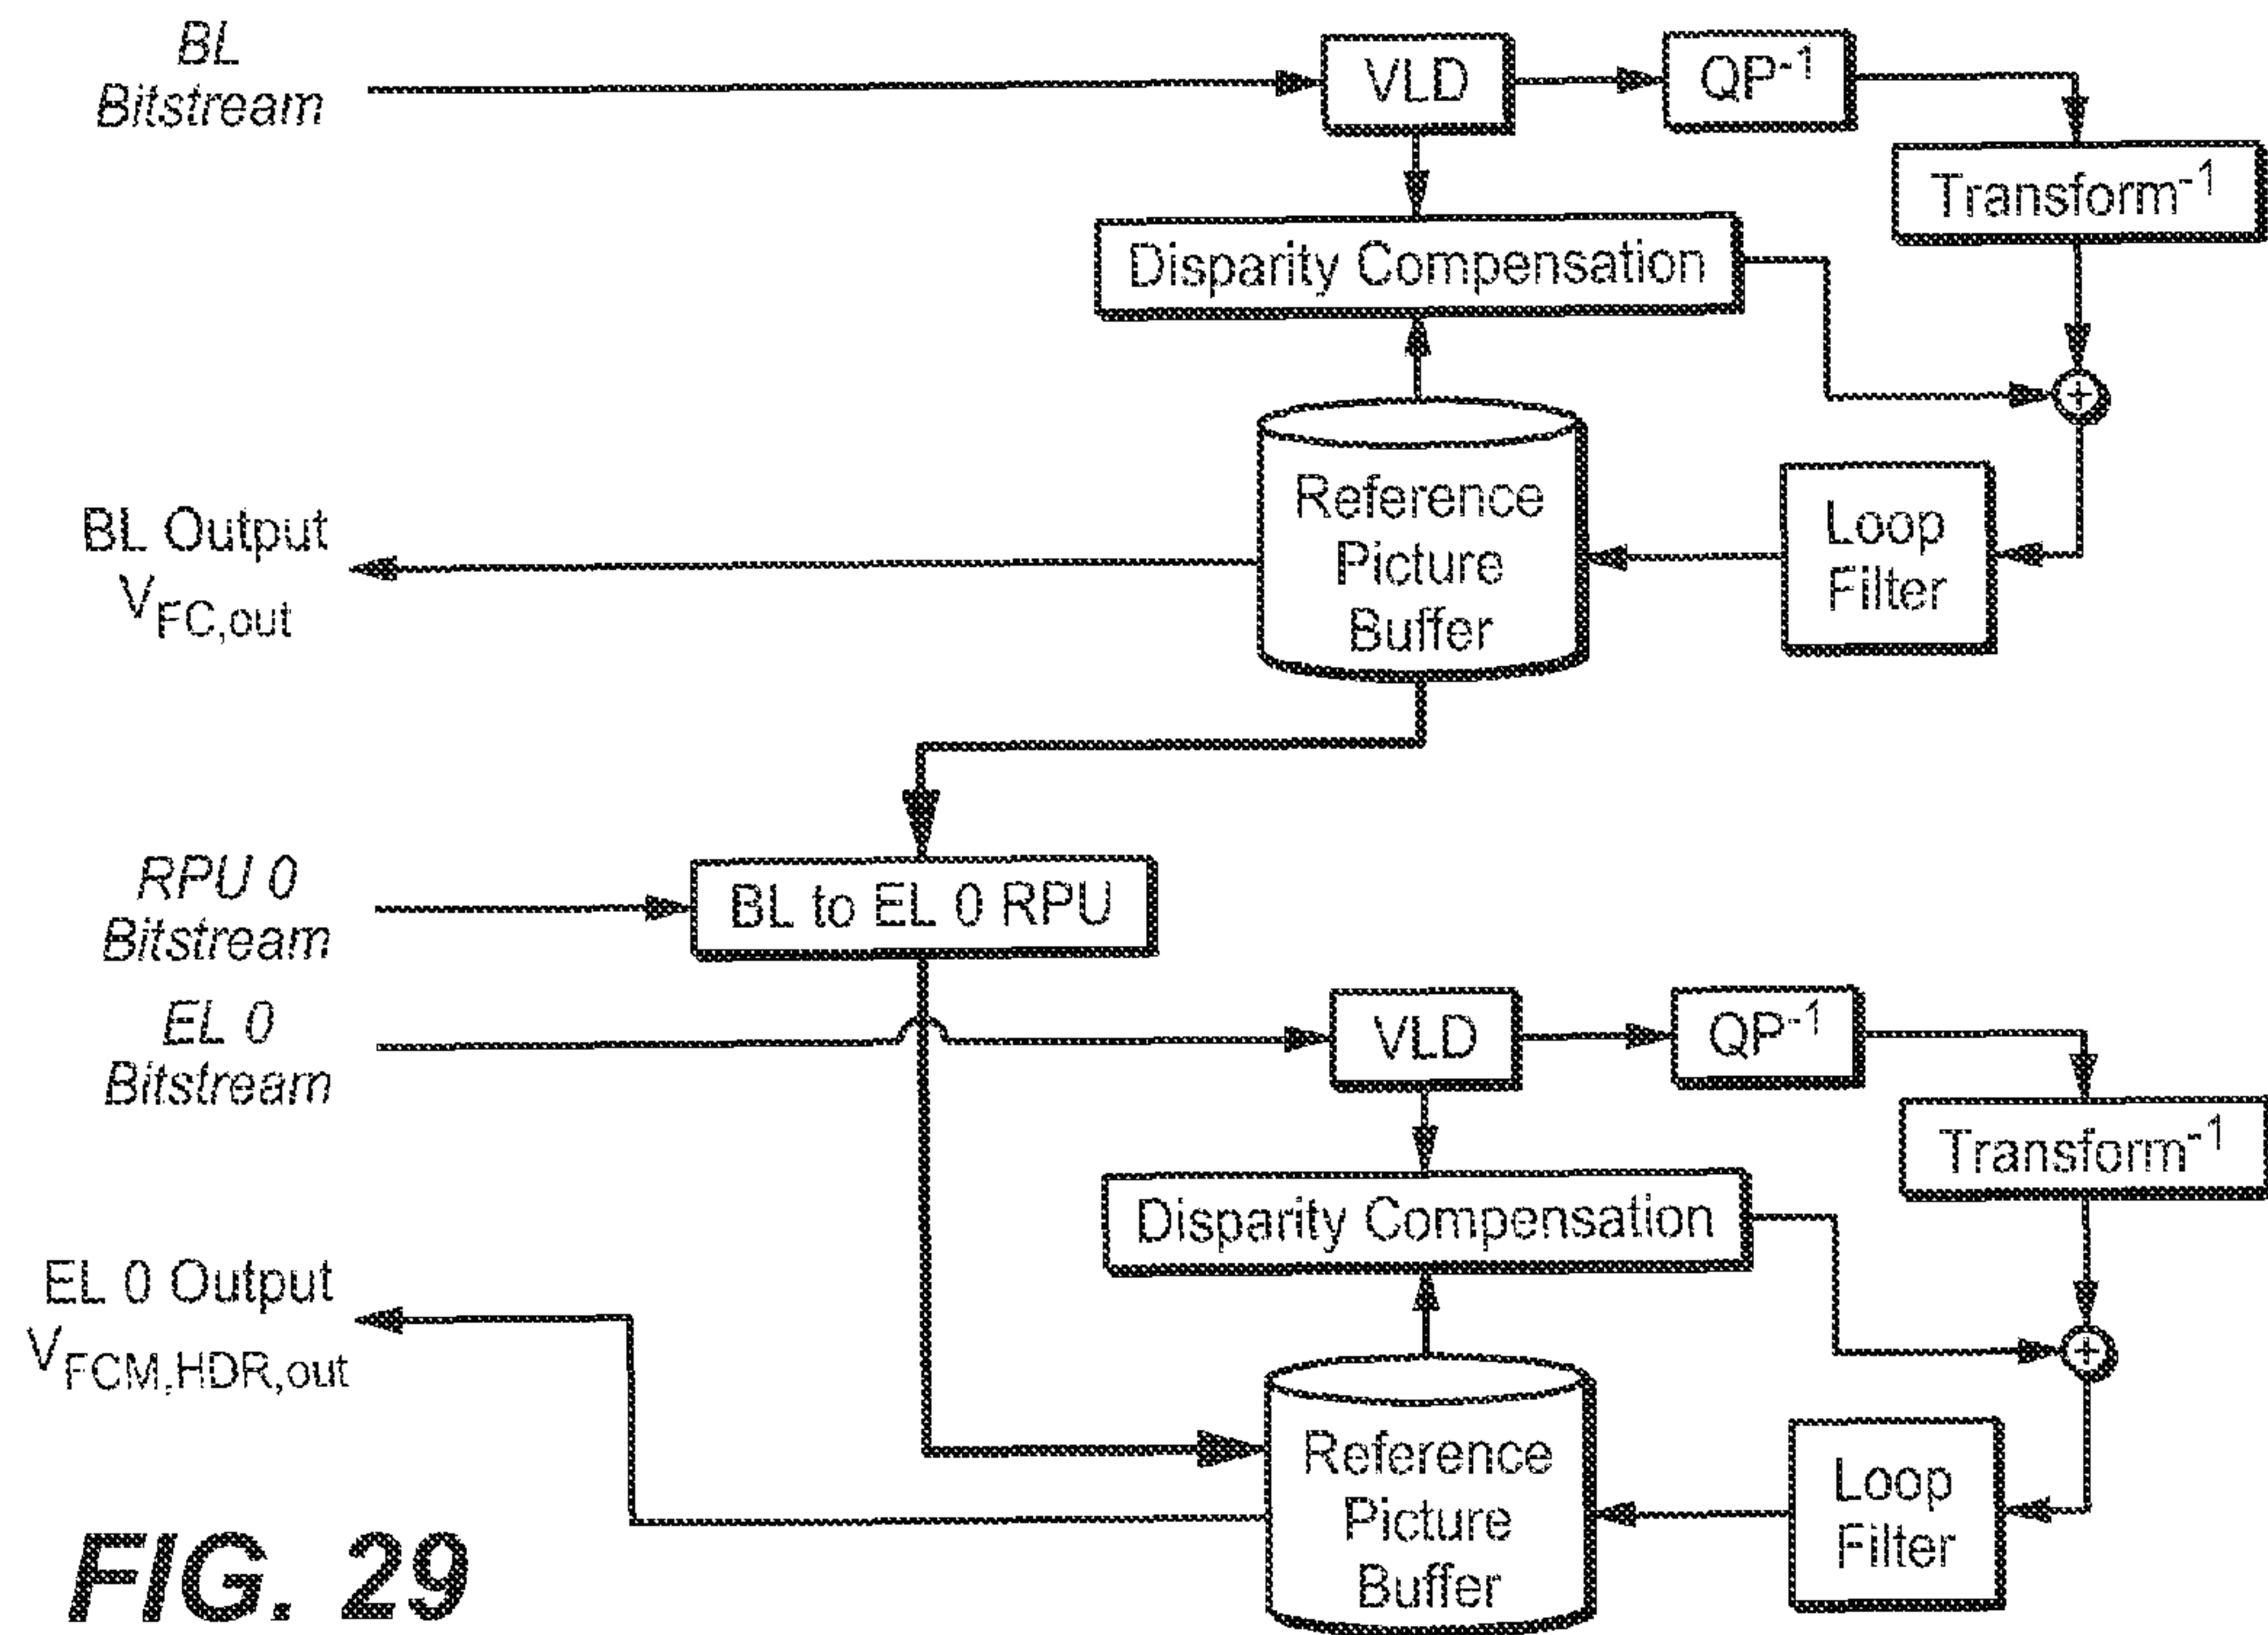 BL
Bitstream
VLD
QP-1
Transform-1
Disparity Compensation
+
Reference
Picture
Buffer
Loop
Filter
BL Output
VFC,out
RPU 0
Bitstream
BL to EL 0 RPU
EL 0
Bitstream
VLD
QP-1
Transform-1
Disparity Compensation
+
EL 0 Output
VFCM,HDR,out
Reference
Picture
Buffer
Loop
Filter
FIG. 29